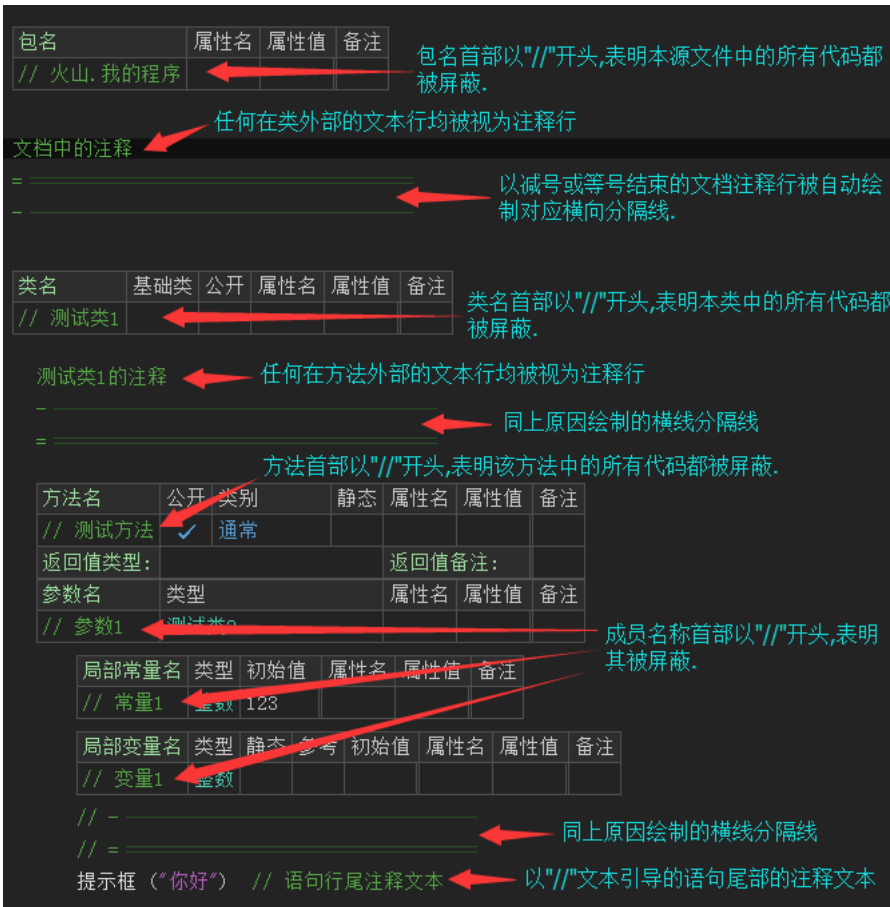 包名 属性名 属性值 备注
// 火山.我的程序
包名首部以"//"开头,表明本源文件中的所有代码都
被屏蔽.
任何在类外部的文本行均被视为注释行
文档中的注释
=
-
以减号或等号结束的文档注释行被自动绘
制对应横向分隔线.
类名 基础类 公开 属性名 属性值 备注
// 测试类1
类名首部以"//"开头,表明本类中的所有代码都
被屏蔽.
测试类1的注释
任何在方法外部的文本行均被视为注释行
-
=
同上原因绘制的横线分隔线
方法首部以"//"开头,表明该方法中的所有代码都被屏蔽.
方法名 公开 类别 静态 属性名 属性值 备注
// 测试方法 ✓ 通常
返回值类型: 返回值备注:
参数名 类型 属性名 属性值 备注
// 参数1 测试类
成员名称首部以"//"开头,表明
其被屏蔽.
局部常量名 类型 初始值 属性名 属性值 备注
// 常量1 整数 123
局部变量名 类型 静态 参考 初始值 属性名 属性值 备注
// 变量1 整数
// -
// =
同上原因绘制的横线分隔线
提示框 ("你好") // 语句行尾注释文本
以"//"文本引导的语句尾部的注释文本